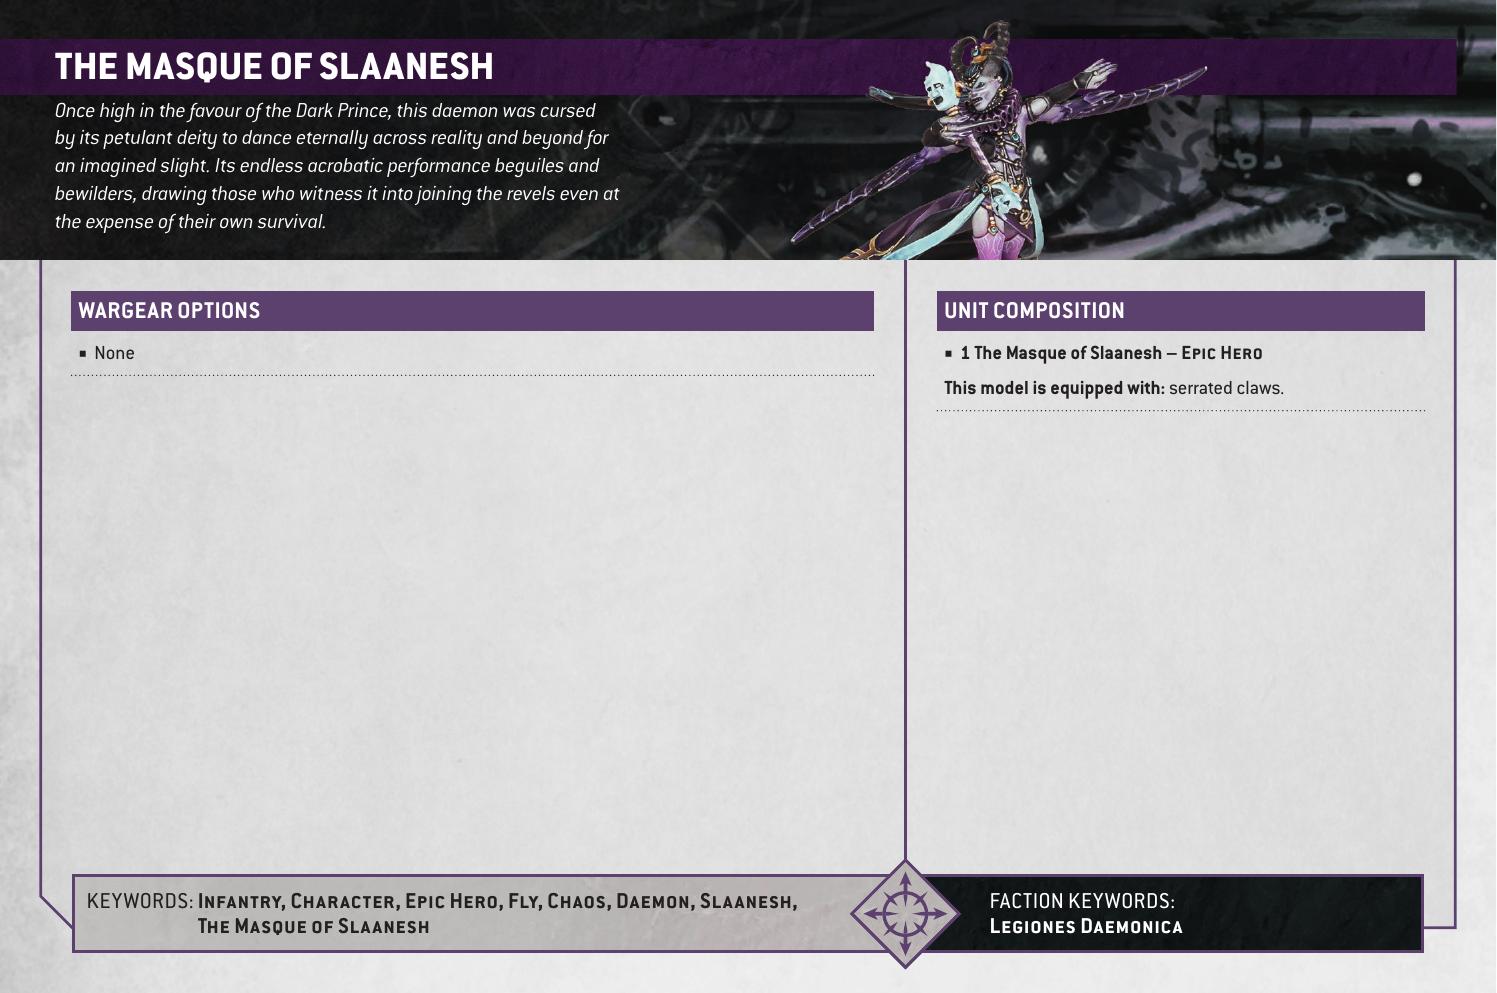 THE MASQUE OF SLAANESH
Once high in the favour of the Dark Prince, this daemon was cursed
by its petulant deity to dance eternally across reality and beyond for
an imagined slight. Its endless acrobatic performance beguiles and
bewilders, drawing those who witness it into joining the revels even at
the expense of their own survival.
WARGEAR OPTIONS
▪ None
UNIT COMPOSITION
▪ 1 The Masque of Slaanesh – Epic Hero
This model is equipped with: serrated claws.
KEYWORDS: Infantry, Character, Epic Hero, Fly, Chaos, Daemon, Slaanesh,
The Masque of Slaanesh
FACTION KEYWORDS:
Legiones Daemonica